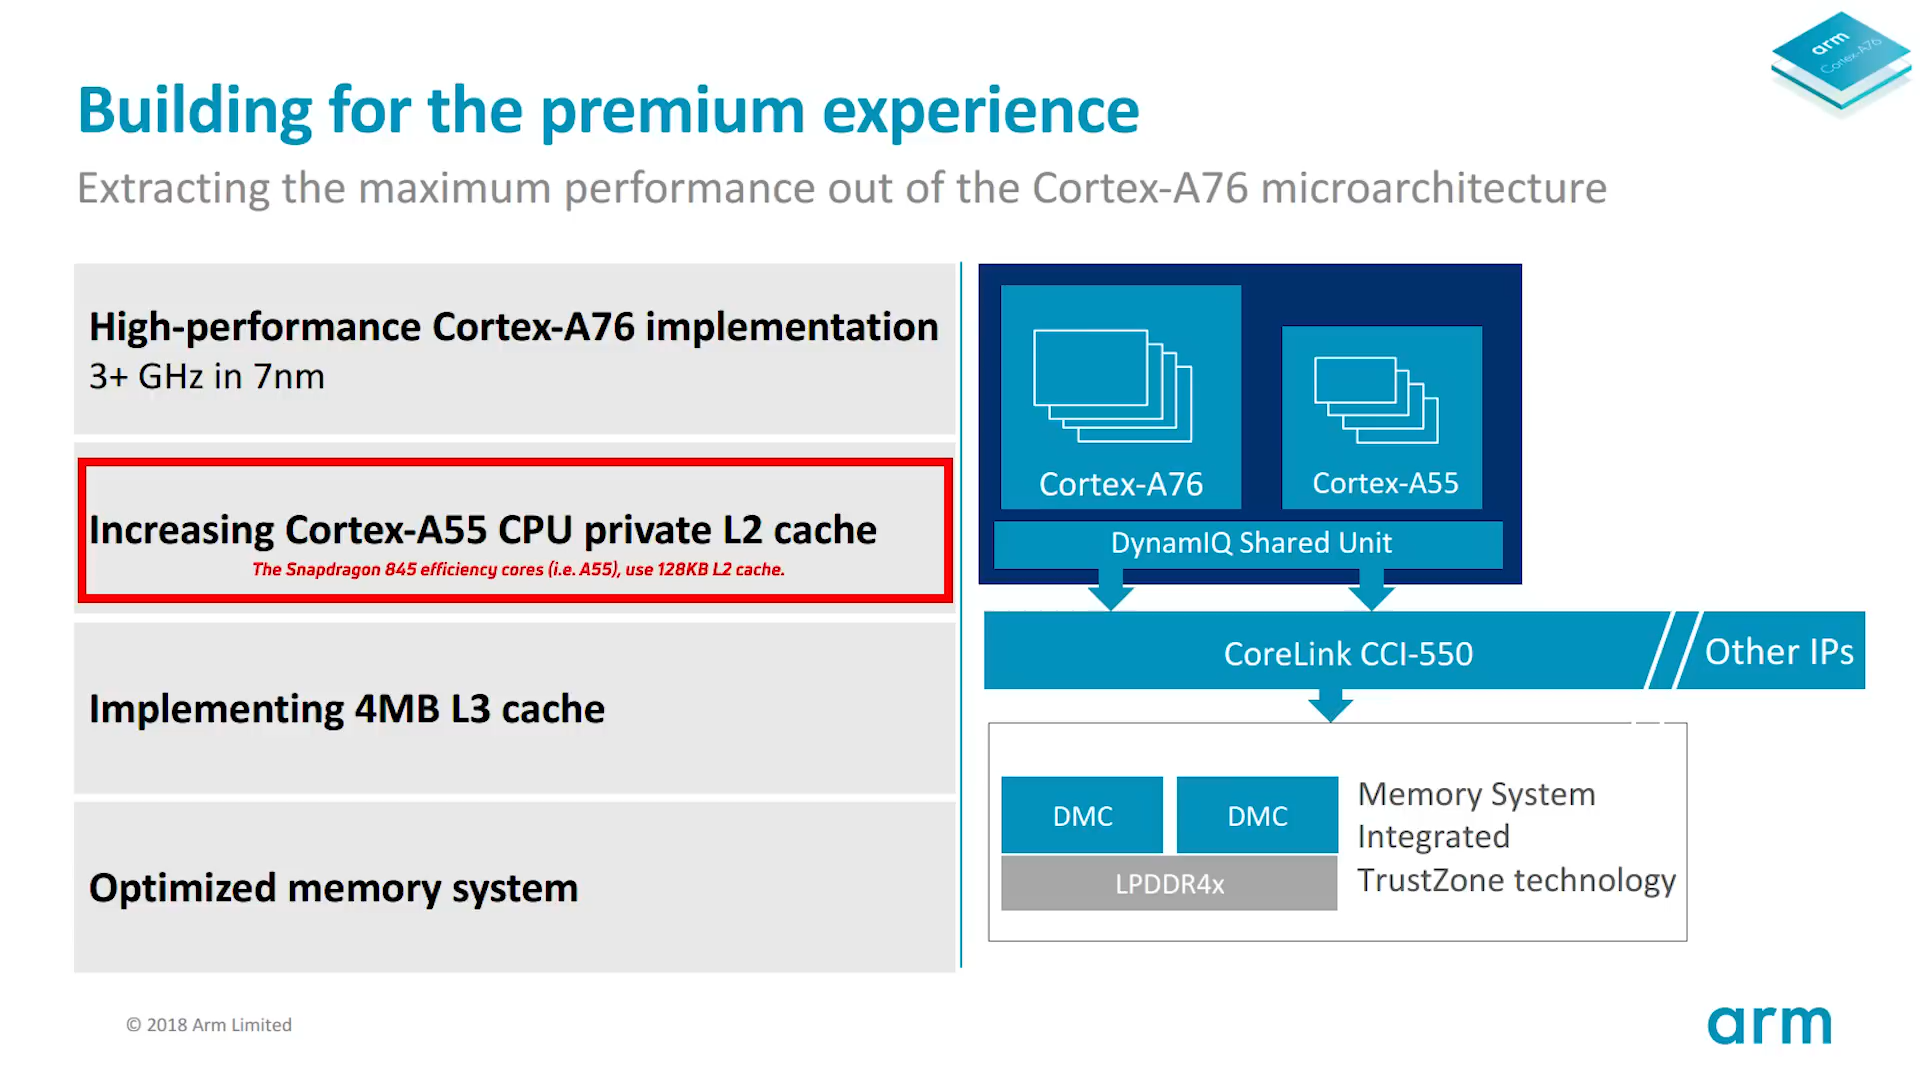 arm
Cortex-A76
Building for the premium experience
Extracting the maximum performance out of the Cortex-A76 microarchitecture
High-performance Cortex-A76 implementation
3+ GHz in 7nm
Increasing Cortex-A55 CPU private L2 cache
The Snapdragon 845 efficiency cores (i.e. A55), use 128KB L2 cache.
Implementing 4MB L3 cache
Optimized memory system
Cortex-A76
Cortex-A55
DynamIQ Shared Unit
CoreLink CCI-550
Other IPs
DMC
DMC
LPDDR4x
Memory System
Integrated
TrustZone technology
© 2018 Arm Limited
arm